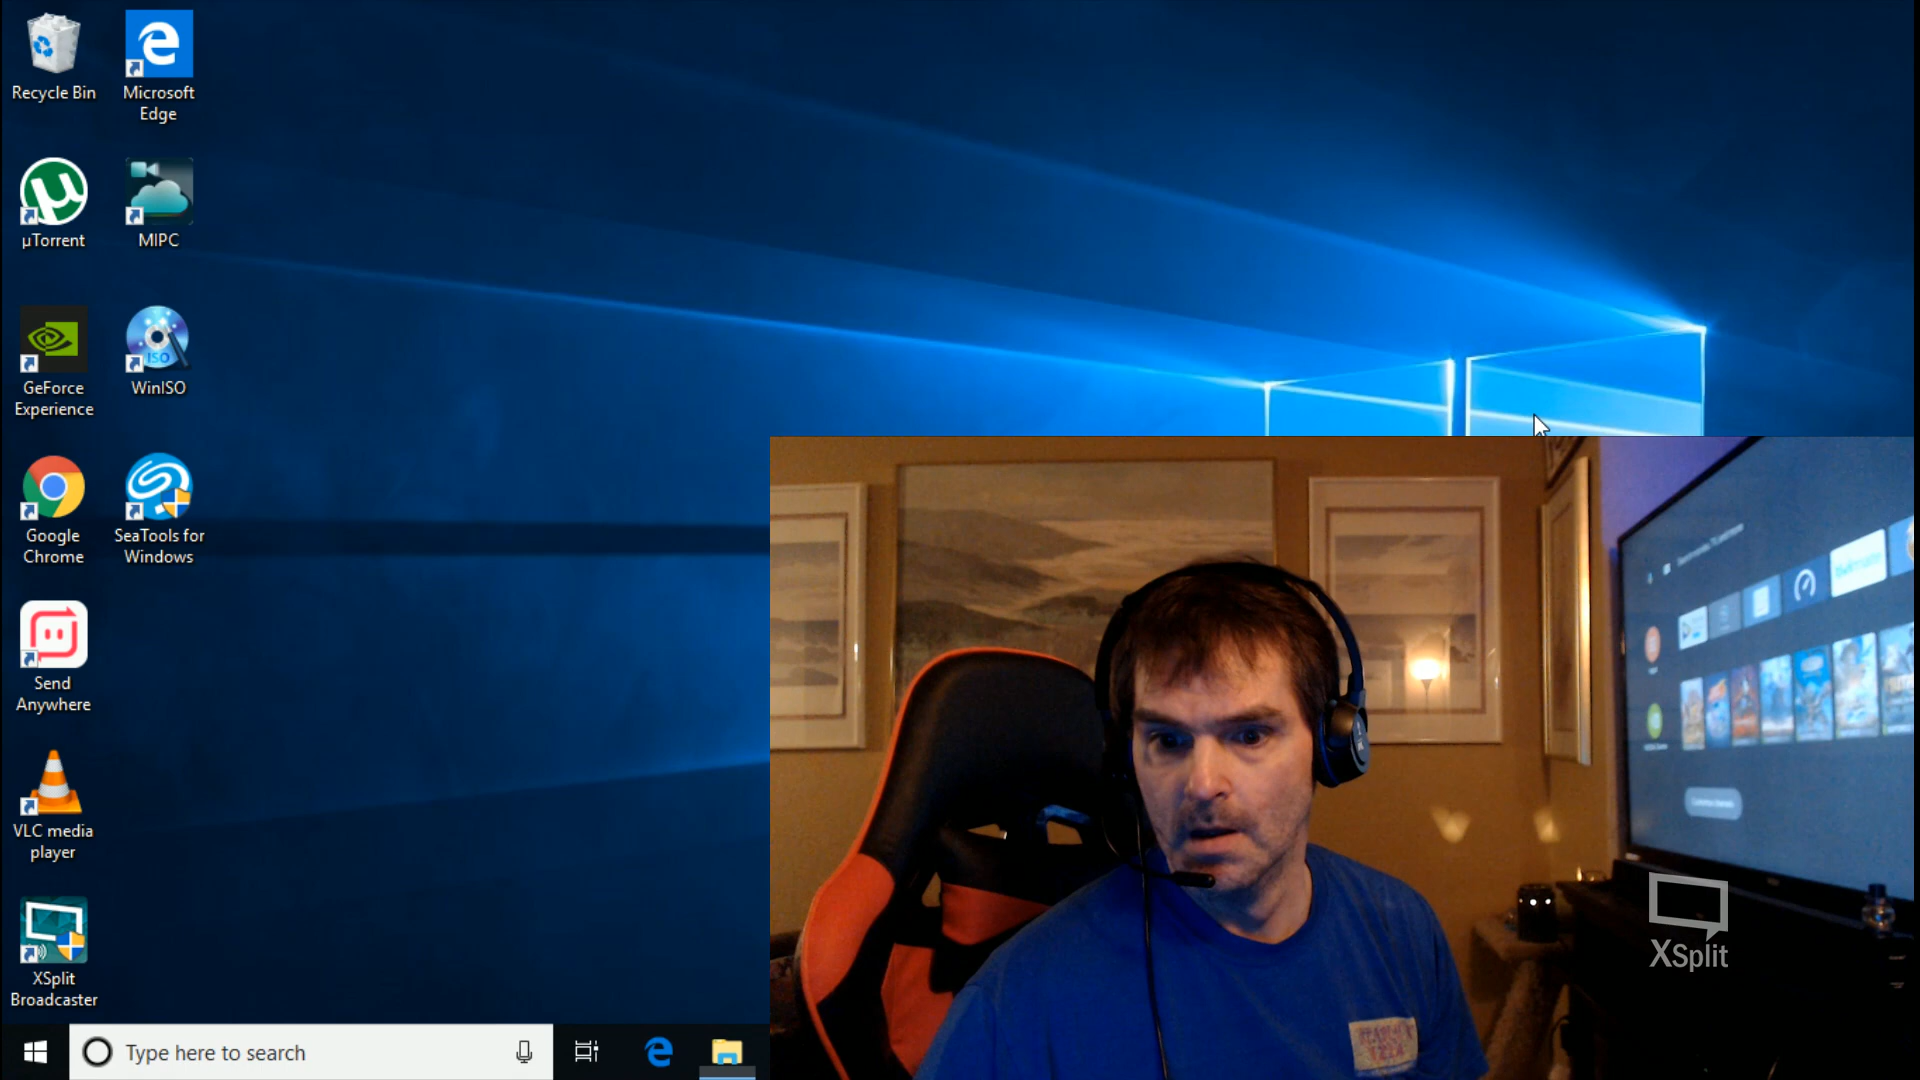 Recycle Bin
Microsoft
Edge
µTorrent
MIPC
GeForce
Experience
ISO
WinISO
Google
Chrome
SeaTools for
Windows
Send
Anywhere
VLC media
player
XSplit
Broadcaster
Type here to search
XSplit